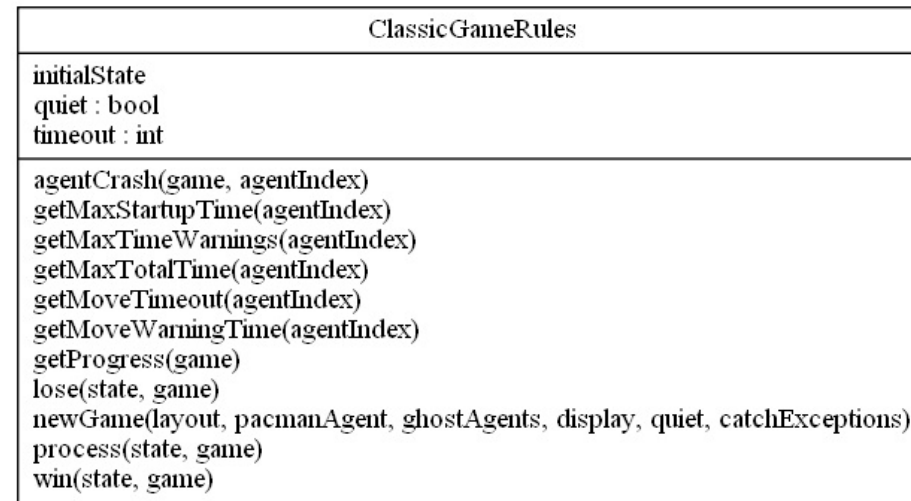 ClassicGameRules
initialState
quiet : bool
timeout : int
agentCrash(game, agentIndex)
getMaxStartupTime(agentIndex)
getMaxTimeWarnings(agentIndex)
getMaxTotalTime(agentIndex)
getMoveTimeout(agentIndex)
getMoveWarningTime(agentIndex)
getProgress(game)
lose(state, game)
newGame(layout, pacmanAgent, ghostAgents, display, quiet, catchExceptions)
process(state, game)
win(state, game)